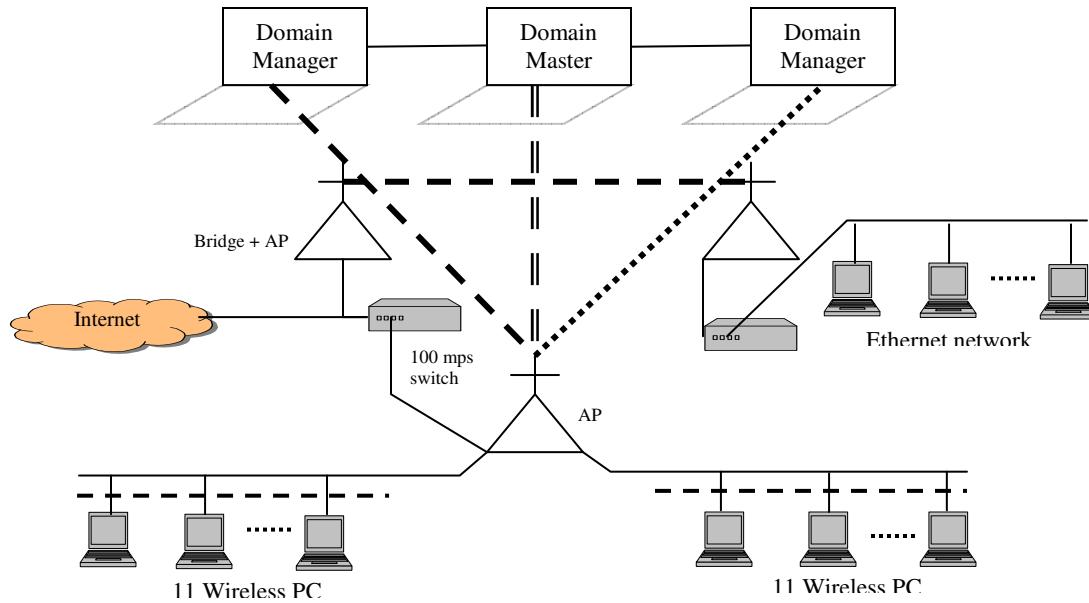 Domain
Manager
Domain
Master
Domain
Manager
Bridge + AP
Internet
100 mps
switch
Ethernet network
AP
11 Wireless PC
11 Wireless PC